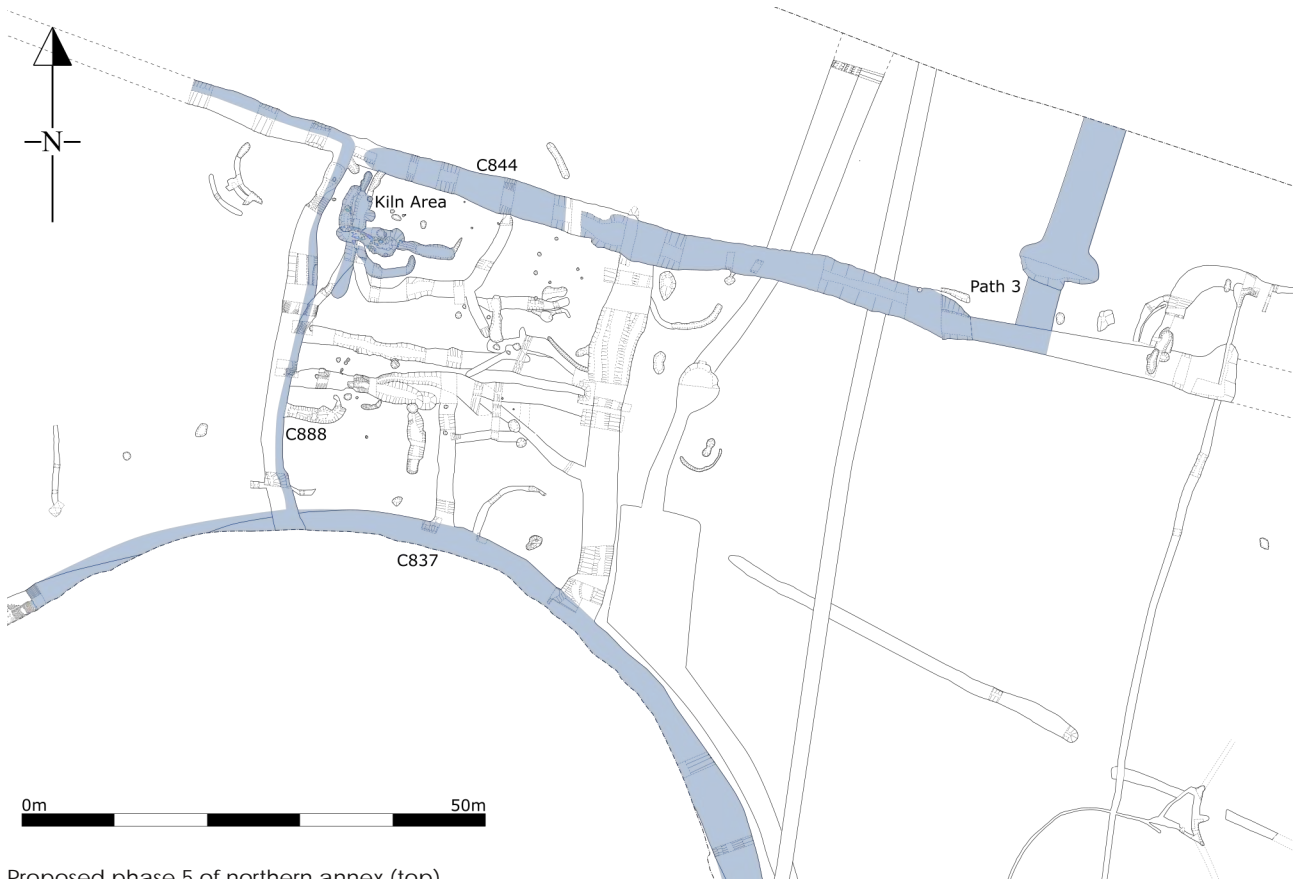 N
C844
Kiln Area
Path 3
C888
C837
0m 50m
Proposed phase 5 of northern annex (top)